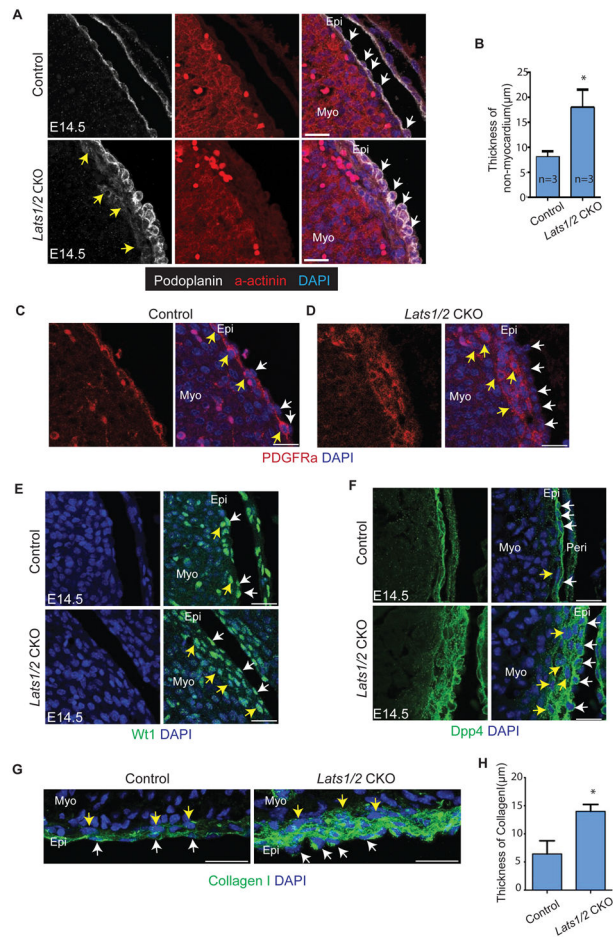 A
Control
E14.5
Epi
Myo
Lats1/2 CKO
E14.5
Epi
Myo
Podoplanin a-actinin DAPI
B
Thickness of
non-myocardium(μm)
25
20
15
10
5
0
*
n=3
n=3
Control
Lats1/2 CKO
C
Control
Epi
Myo
D
Lats1/2 CKO
Epi
Myo
PDGFRa DAPI
E
Control
E14.5
Epi
Myo
Lats1/2 CKO
E14.5
Epi
Myo
Wt1 DAPI
F
Control
E14.5
Epi
Myo
Peri
Lats1/2 CKO
E14.5
Epi
Myo
Dpp4 DAPI
G
Control
Myo
Epi
Lats1/2 CKO
Myo
Epi
Collagen I DAPI
H
Thickness of CollagenI(μm)
20
15
10
5
0
*
Control
Lats1/2 CKO